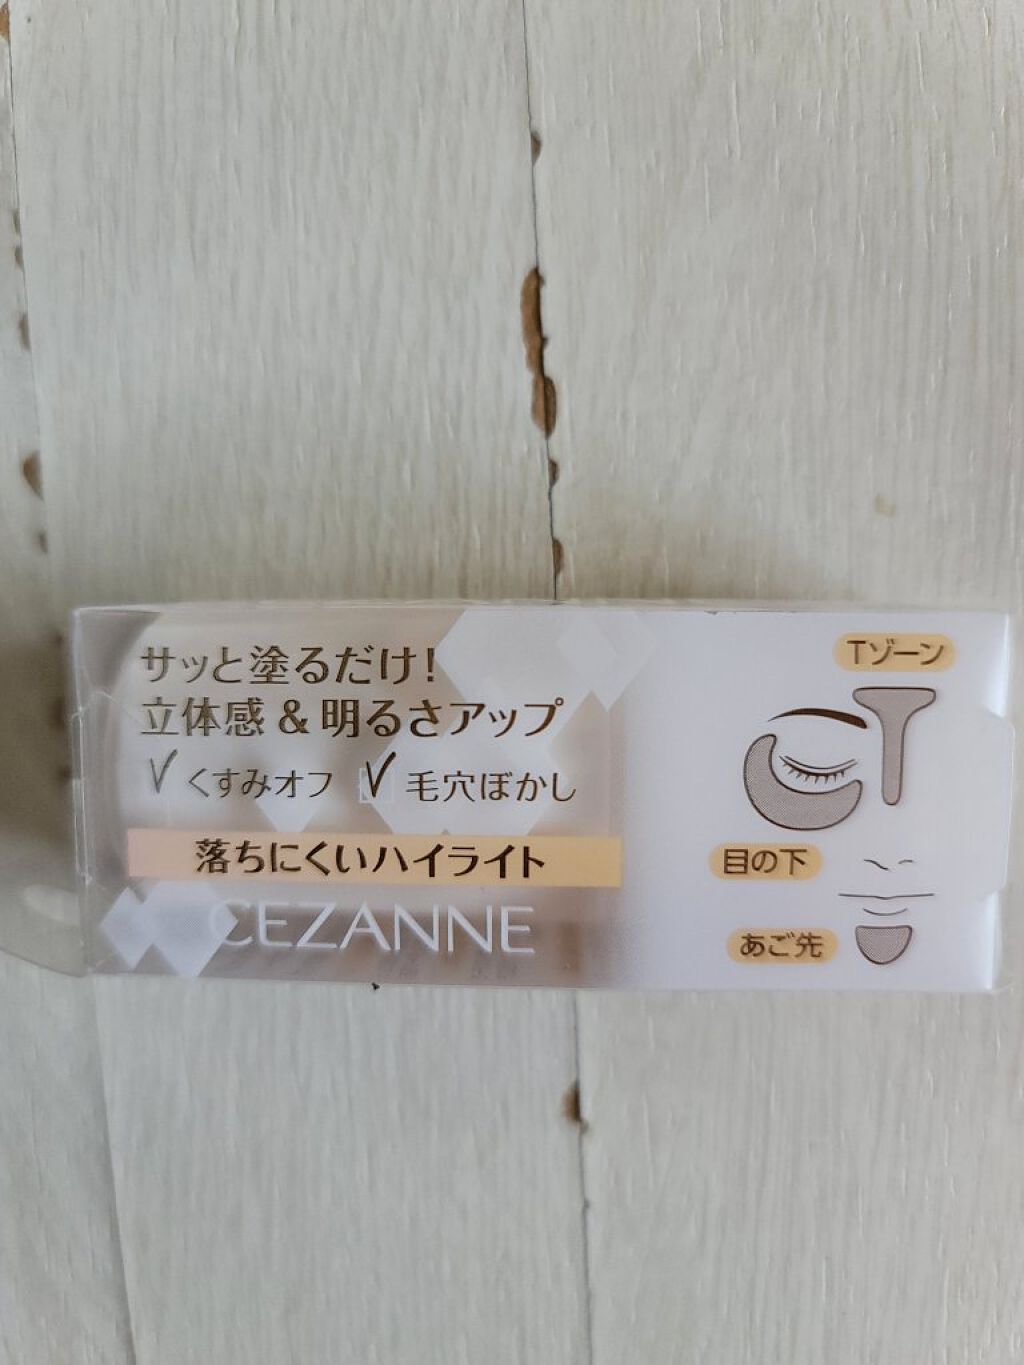 サッと塗るだけ!
立体感 & 明るさアップ
✓ くすみオフ ✓ 毛穴ぼかし
落ちにくいハイライト
CEZANNE
Tゾーン
目の下
あご先